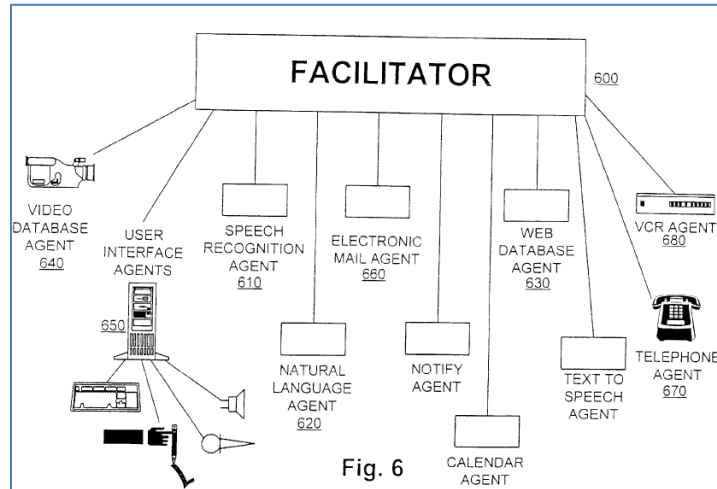 FACILITATOR
600
VIDEO
DATABASE
AGENT
640
USER
INTERFACE
AGENTS
650
SPEECH
RECOGNITION
AGENT
610
NATURAL
LANGUAGE
AGENT
620
ELECTRONIC
MAIL AGENT
660
NOTIFY
AGENT
CALENDAR
AGENT
WEB
DATABASE
AGENT
630
TEXT TO
SPEECH
AGENT
VCR AGENT
680
TELEPHONE
AGENT
670
Fig. 6